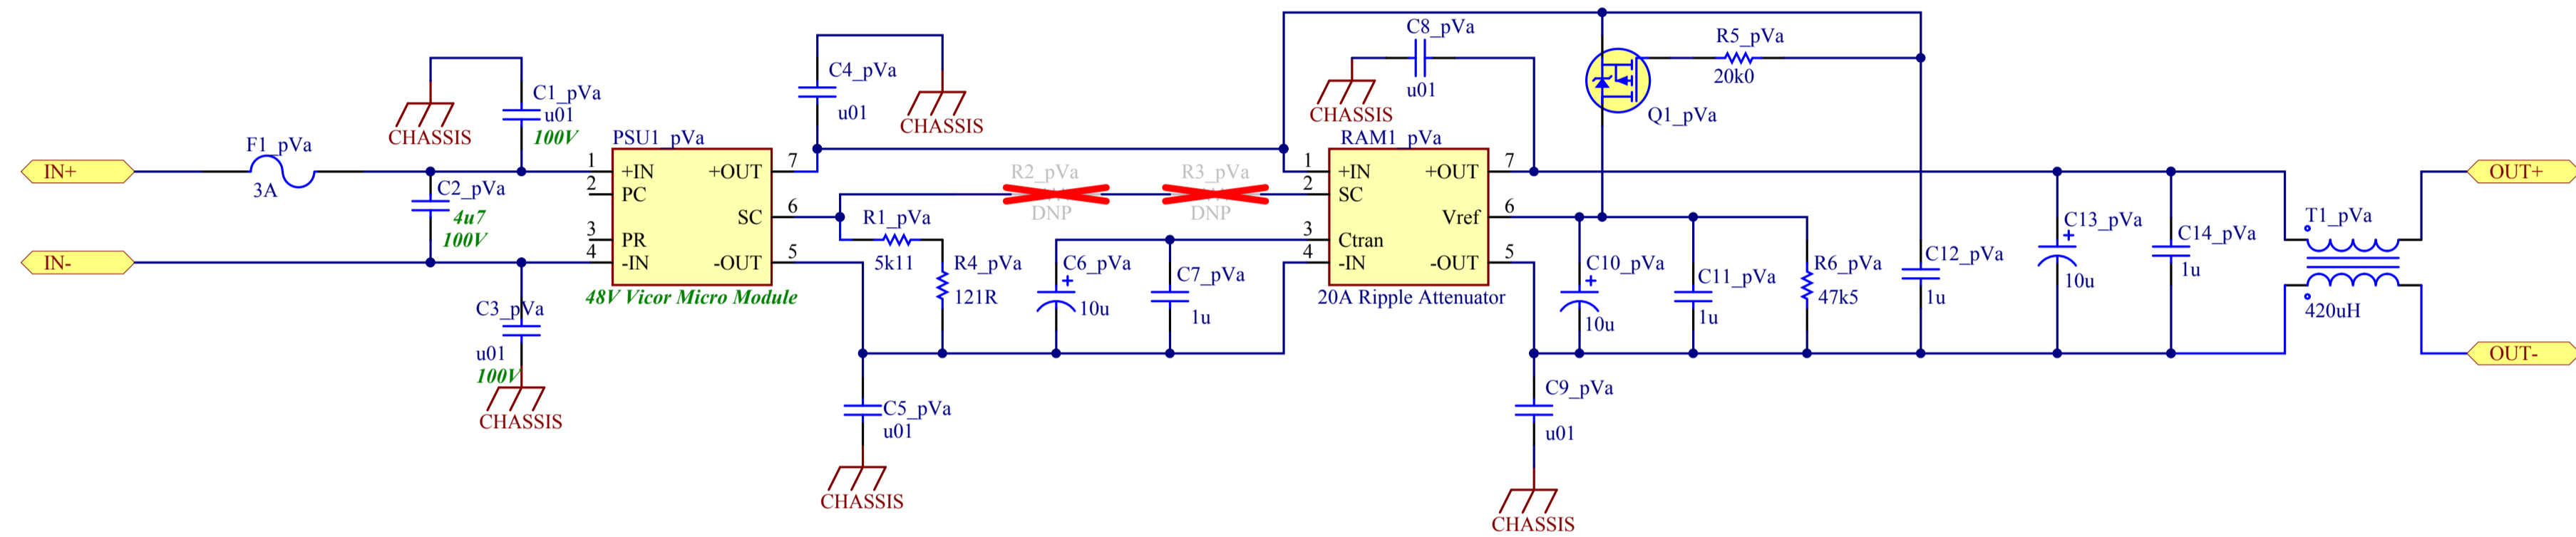 IN+
IN-
F1_pVa
3A
CHASSIS
C1_pVa
u01
100V
C2_pVa
4u7
100V
C3_pVa
u01
100V
CHASSIS
PSU1_pVa
1
2
3
4
+IN
PC
PR
-IN
+OUT
SC
-OUT
7
6
5
48V Vicor Micro Module
C4_pVa
u01
CHASSIS
R2_pVa
DNP
R3_pVa
DNP
R1_pVa
5k11
R4_pVa
121R
C6_pVa
+
10u
C7_pVa
1u
C5_pVa
u01
CHASSIS
C8_pVa
u01
CHASSIS
RAM1_pVa
1
2
3
4
+IN
SC
Ctran
-IN
+OUT
Vref
-OUT
7
6
5
20A Ripple Attenuator
R5_pVa
20k0
Q1_pVa
C10_pVa
+
10u
C11_pVa
1u
R6_pVa
47k5
C12_pVa
1u
C9_pVa
u01
CHASSIS
C13_pVa
+
10u
C14_pVa
1u
T1_pVa
420uH
OUT+
OUT-